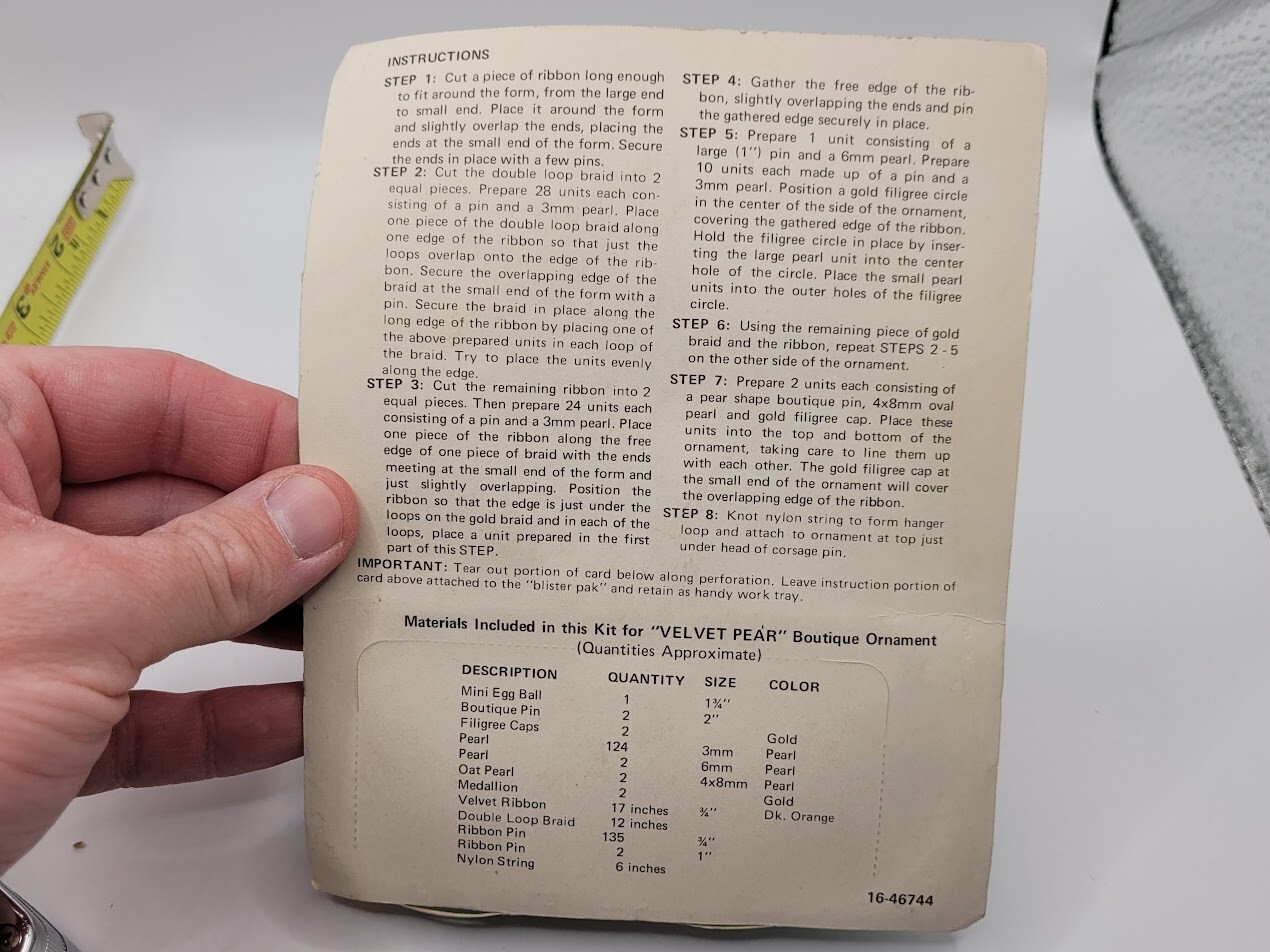 INSTRUCTIONS
STEP 1: Cut a piece of ribbon long enough
to fit around the form, from the large end
to small end. Place it around the form
and slightly overlap the ends, placing the
ends at the small end of the form. Secure
the ends in place with a few pins.
STEP 2: Cut the double loop braid into 2
equal pieces. Prepare 28 units each con-
sisting of a pin and a 3mm pearl. Place
one piece of the double loop braid along
one edge of the ribbon so that just the
loops overlap onto the edge of the rib-
bon. Secure the overlapping edge of the
braid at the small end of the form with a
pin. Secure the braid in place along the
long edge of the ribbon by placing one of
the above prepared units in each loop of
the braid. Try to place the units evenly
along the edge.
STEP 3: Cut the remaining ribbon into 2
equal pieces. Then prepare 24 units each
consisting of a pin and a 3mm pearl. Place
one piece of the ribbon along the free
edge of one piece of braid with the ends
meeting at the small end of the form and
just slightly overlapping. Position the
ribbon so that the edge is just under the
loops on the gold braid and in each of the
loops, place a unit prepared in the first
part of this STEP.
STEP 4: Gather the free edge of the rib-
bon, slightly overlapping the ends and pin
the gathered edge securely in place.
STEP 5: Prepare 1 unit consisting of a
large (1") pin and a 6mm pearl. Prepare
10 units each made up of a pin and a
3mm pearl. Position a gold filigree circle
in the center of the side of the ornament,
covering the gathered edge of the ribbon.
Hold the filigree circle in place by inser-
ting the large pearl unit into the center
hole of the circle. Place the small pearl
units into the outer holes of the filigree
circle.
STEP 6: Using the remaining piece of gold
braid and the ribbon, repeat STEPS 2 - 5
on the other side of the ornament.
STEP 7: Prepare 2 units each consisting of
a pear shape boutique pin, 4x8mm oval
pearl and gold filigree cap. Place these
units into the top and bottom of the
ornament, taking care to line them up
with each other. The gold filigree cap at
the small end of the ornament will cover
the overlapping edge of the ribbon.
STEP 8: Knot nylon string to form hanger
loop and attach to ornament at top just
under head of corsage pin.
IMPORTANT: Tear out portion of card below along perforation. Leave instruction portion of
card above attached to the "blister pak" and retain as handy work tray.
Materials Included in this Kit for "VELVET PEAR" Boutique Ornament
(Quantities Approximate)
DESCRIPTION QUANTITY SIZE COLOR
Mini Egg Ball 1 1¾"
Boutique Pin 2 2"
Filigree Caps 2 Gold
Pearl 124 3mm Pearl
Pearl 2 6mm Pearl
Oat Pearl 2 4x8mm Pearl
Medallion 2 Gold
Velvet Ribbon 17 inches ¾" Dk. Orange
Double Loop Braid 12 inches
Ribbon Pin 135 ¾"
Ribbon Pin 2 1"
Nylon String 6 inches
16-46744
2
3